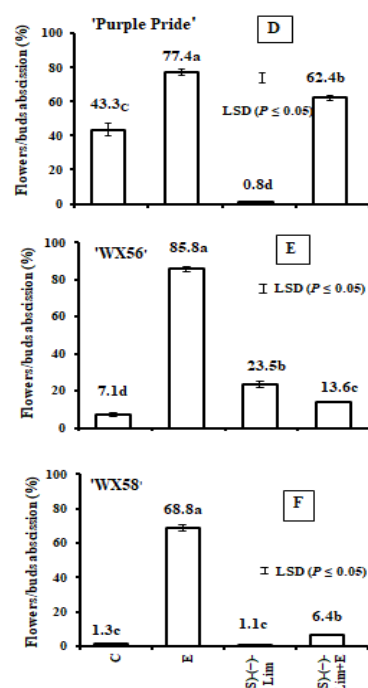 'Purple Pride'
D
Flowers/buds abscission (%)
100
80
60
40
20
0
43.3c
77.4a
0.8d
62.4b
LSD (P ≤ 0.05)
'WX56'
E
Flowers/buds abscission (%)
100
80
60
40
20
0
7.1d
85.8a
23.5b
13.6c
LSD (P ≤ 0.05)
'WX58'
F
Flowers/buds abscission (%)
100
80
60
40
20
0
1.3c
68.8a
1.1c
6.4b
LSD (P ≤ 0.05)
C
E
S)-(−)-
Lim
S)-(−)-
im+E